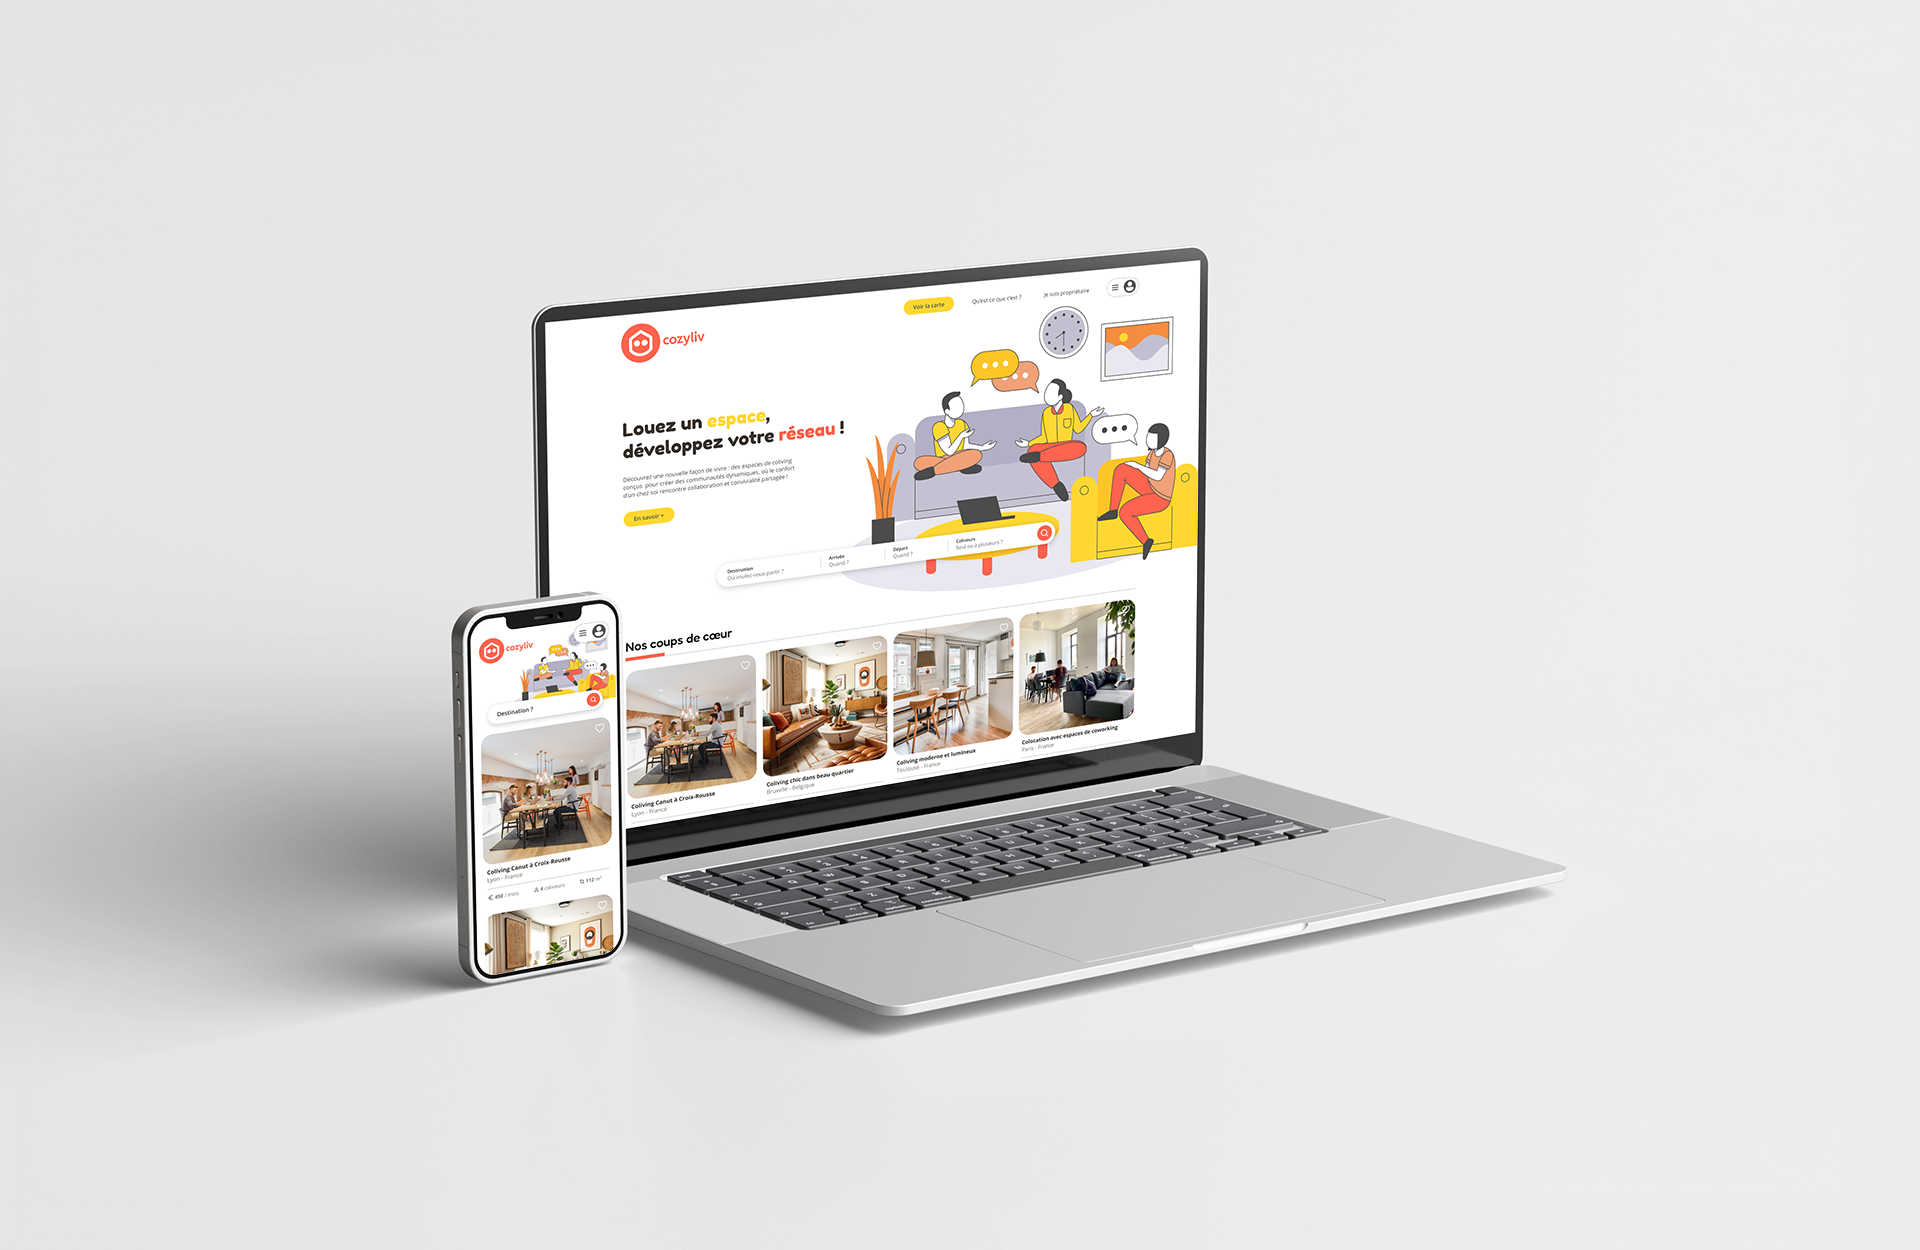 Voir la carte
Qu'est ce que c'est ?
Je suis propriétaire
cozyliv
Louez un espace,
développez votre réseau !
Découvrez une nouvelle façon de vivre : des espaces de coliving
conçus pour créer des communautés dynamiques, où le confort
d'un chez soi rencontre collaboration et convivialité partagée !
En savoir +
Destination
Où voulez-vous partir ?
Arrivée
Quand ?
Départ
Quand ?
Coliveurs
Seul ou à plusieurs ?
Nos coups de cœur
Coliving Canut à Croix-Rousse
Lyon - France
Coliving chic dans beau quartier
Bruxelle - Belgique
Coliving moderne et lumineux
Toulouse - France
Colocation avec espaces de coworking
Paris - France
cozyliv
Destination ?
Coliving Canut à Croix-Rousse
Lyon - France
€ 459 / mois
4 coliveurs
112 m²